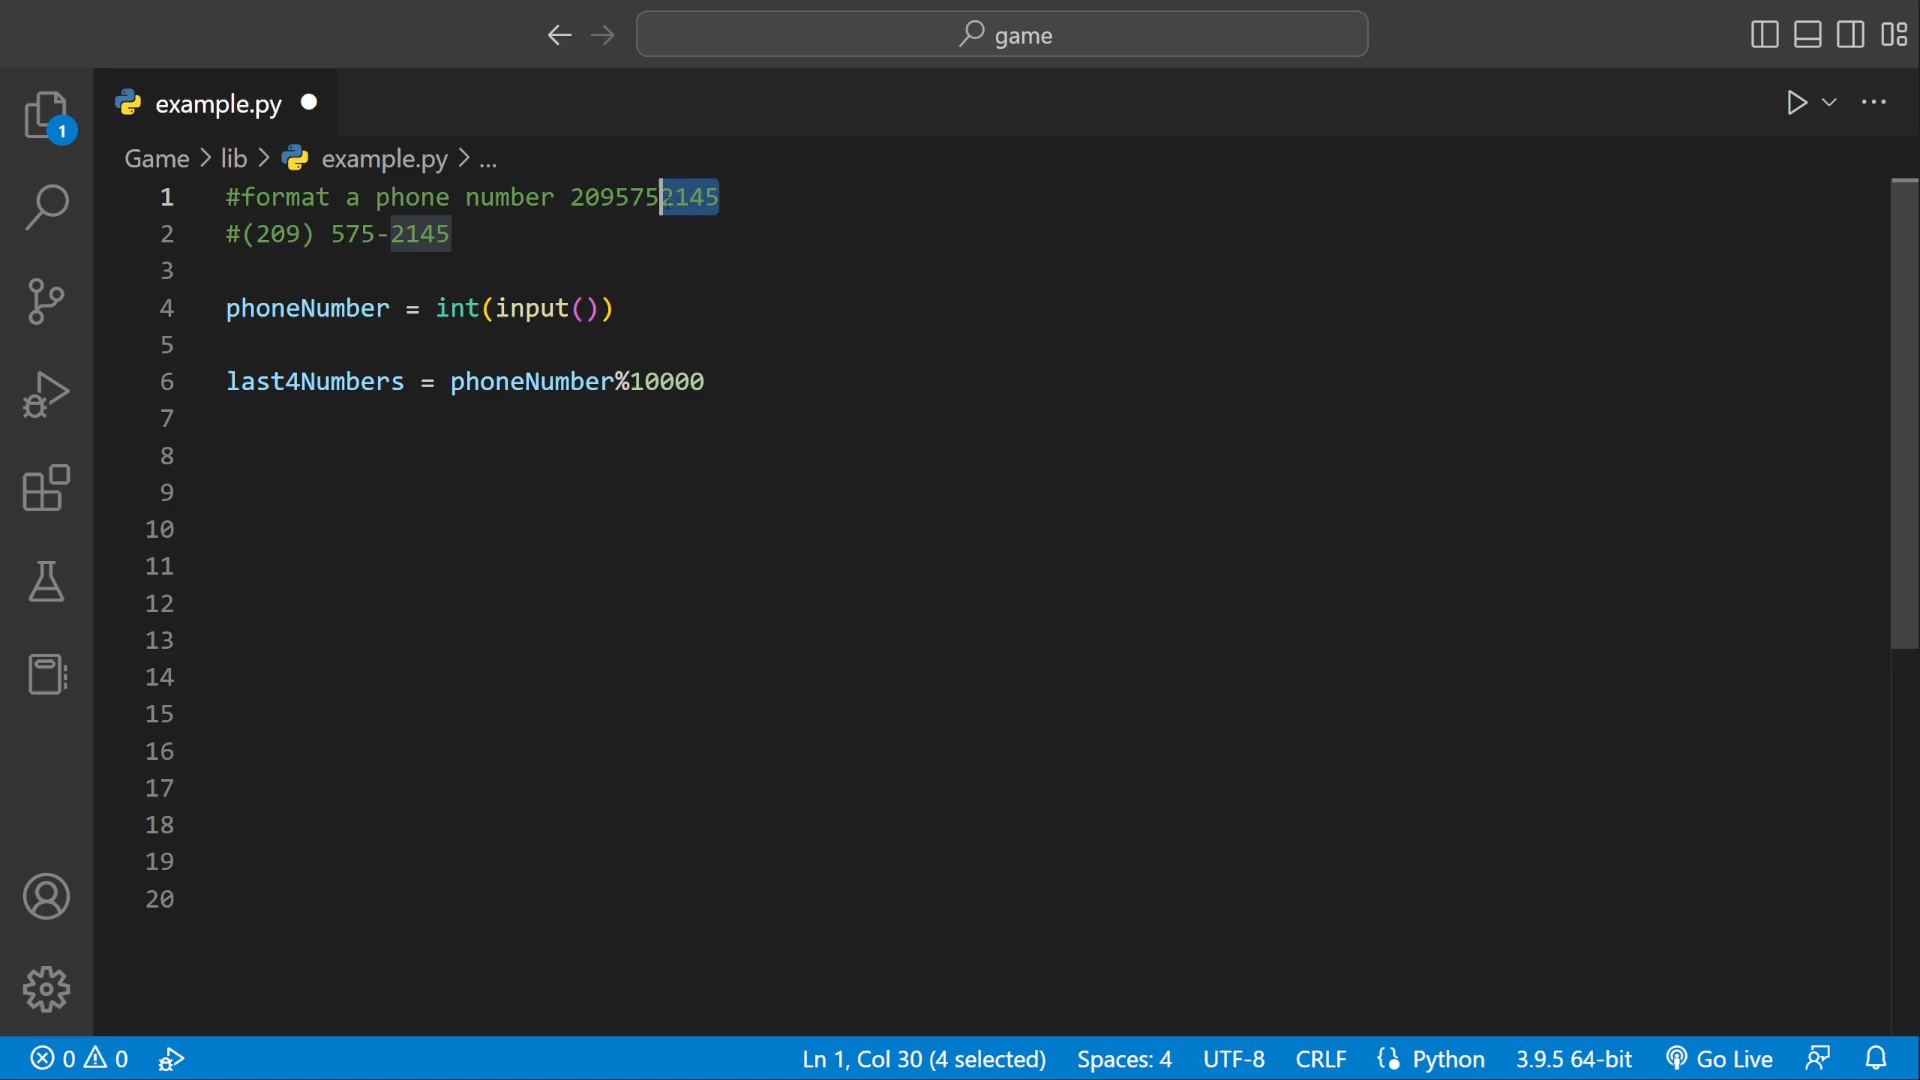 game
example.py
1
Game > lib > example.py > ...
1 #format a phone number 2095752145
2 #(209) 575-2145
3
4 phoneNumber = int(input())
5
6 last4Numbers = phoneNumber%10000
7
8
9
10
11
12
13
14
15
16
17
18
19
20
0 0 Ln 1, Col 30 (4 selected) Spaces: 4 UTF-8 CRLF Python 3.9.5 64-bit Go Live